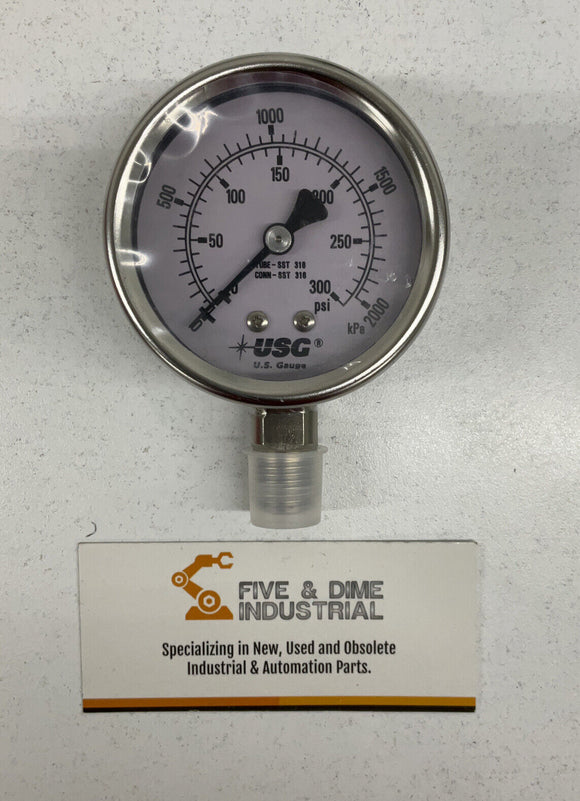 1000
500
1500
150
100
200
50
250
TUBE-SST 316
CONN-SST 316
0
300
psi
0
kPa
2000
USG®
U.S. Gauge
FIVE & DIME
INDUSTRIAL
Specializing in New, Used and Obsolete
Industrial & Automation Parts.